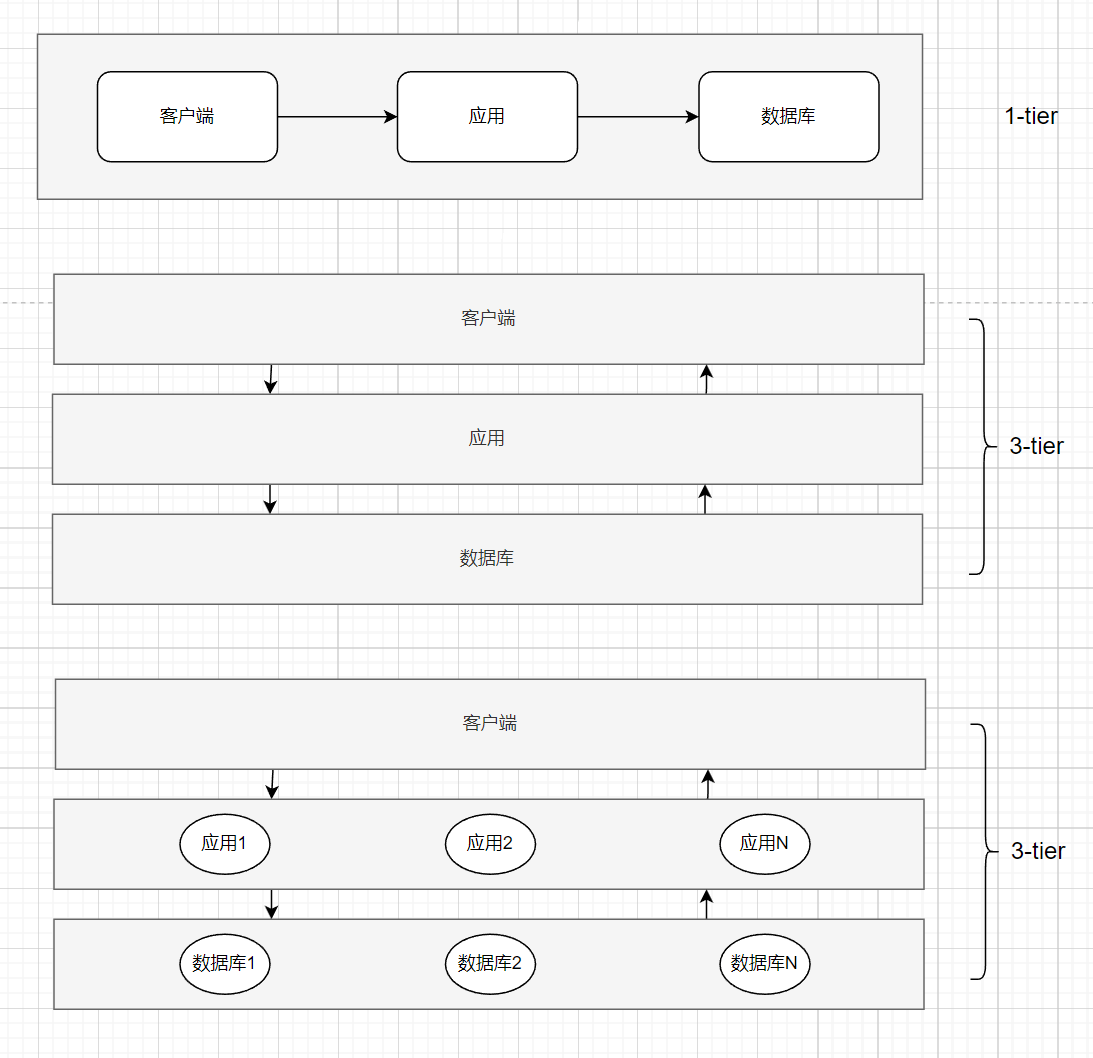 客户端
应用
数据库
1-tier
客户端
应用
3-tier
数据库
客户端
应用1
应用2
应用N
3-tier
数据库1
数据库2
数据库N